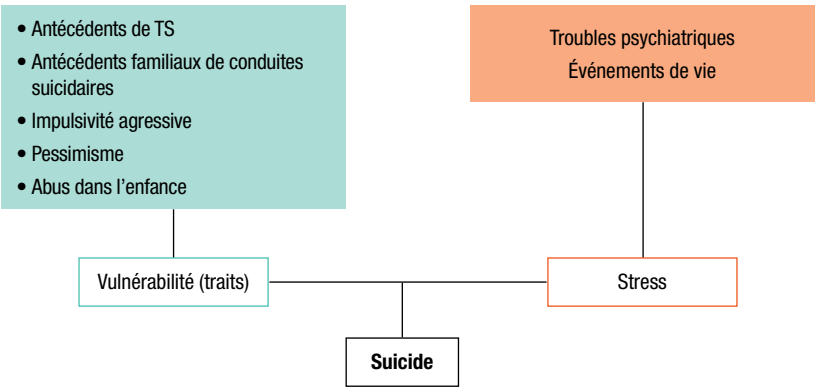 • Antécédents de TS
• Antécédents familiaux de conduites
suicidaires
• Impulsivité agressive
• Pessimisme
• Abus dans l'enfance
Troubles psychiatriques
Événements de vie
Vulnérabilité (traits)
Stress
Suicide